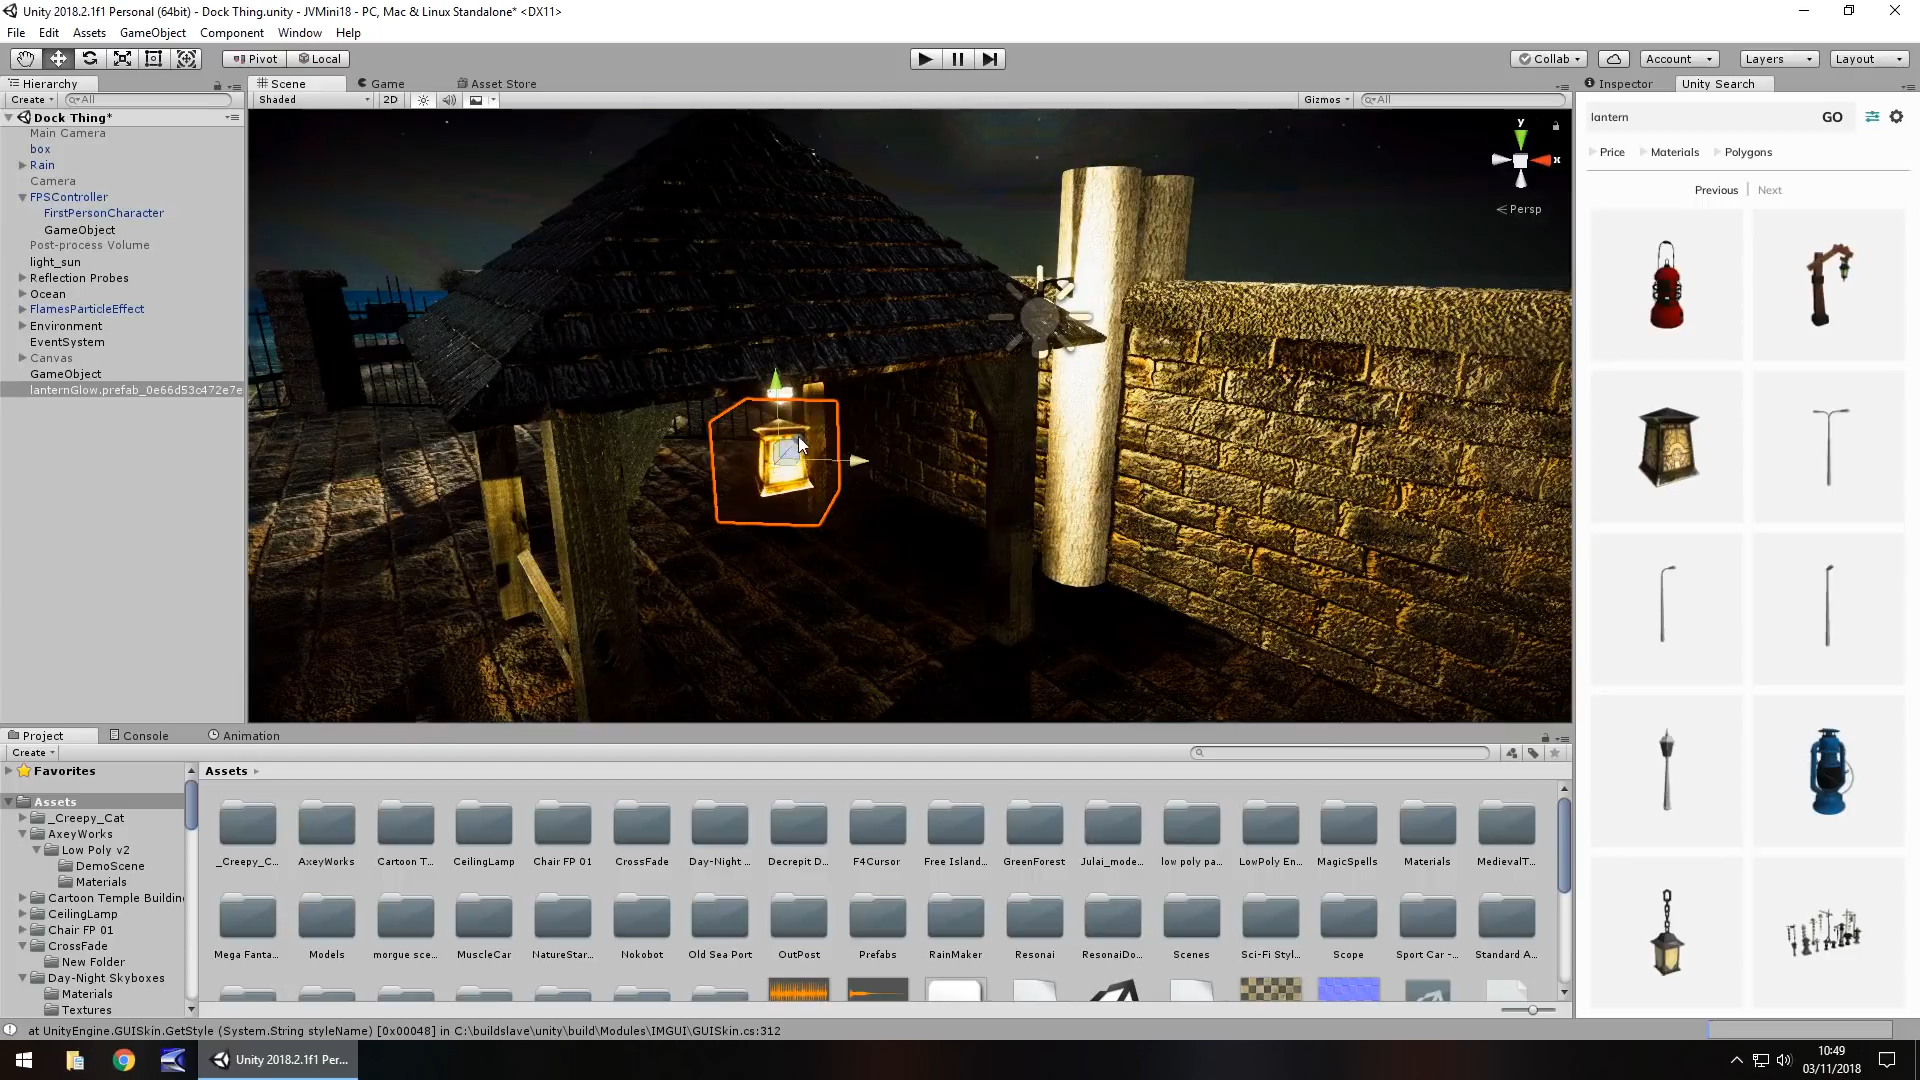 Unity 2018.2.1f1 Personal (64bit) - Dock Thing.unity - JVMini18 - PC, Mac & Linux Standalone* <DX11>
File Edit Assets GameObject Component Window Help
Pivot Local Collab Account Layers Layout
Hierarchy Scene Game Asset Store Inspector Unity Search
Create All Shaded 2D Gizmos All
lantern GO
Dock Thing*
Main Camera
box
Rain
Camera
FPSController
FirstPersonCharacter
GameObject
Post-process Volume
light_sun
Reflection Probes
Ocean
FlamesParticleEffect
Environment
EventSystem
Canvas
GameObject
lanternGlow.prefab_0e66d53c472e7e
y
x
Persp
Price Materials Polygons
Previous Next
Project Console Animation
Create
Favorites
Assets
_Creepy_Cat
AxeyWorks
Low Poly v2
DemoScene
Materials
Cartoon Temple Buildin
CeilingLamp
Chair FP 01
CrossFade
New Folder
Day-Night Skyboxes
Materials
Textures
Assets
_Creepy_C... AxeyWorks Cartoon T... CeilingLamp Chair FP 01 CrossFade Day-Night ... Decrepit D... F4Cursor Free Island... GreenForest Julai_mode... low poly pa... LowPoly En... MagicSpells Materials MedievalT...
Mega Fanta... Models morgue sce... MuscleCar NatureStar... Nokobot Old Sea Port OutPost Prefabs RainMaker Resonai ResonaiDo... Scenes Sci-Fi Styl... Scope Sport Car -... Standard A...
at UnityEngine.GUISkin.GetStyle (System.String styleName) [0x00048] in C:\buildslave\unity\build\Modules\IMGUI\GUISkin.cs:312
Unity 2018.2.1f1 Per...
10:49
03/11/2018